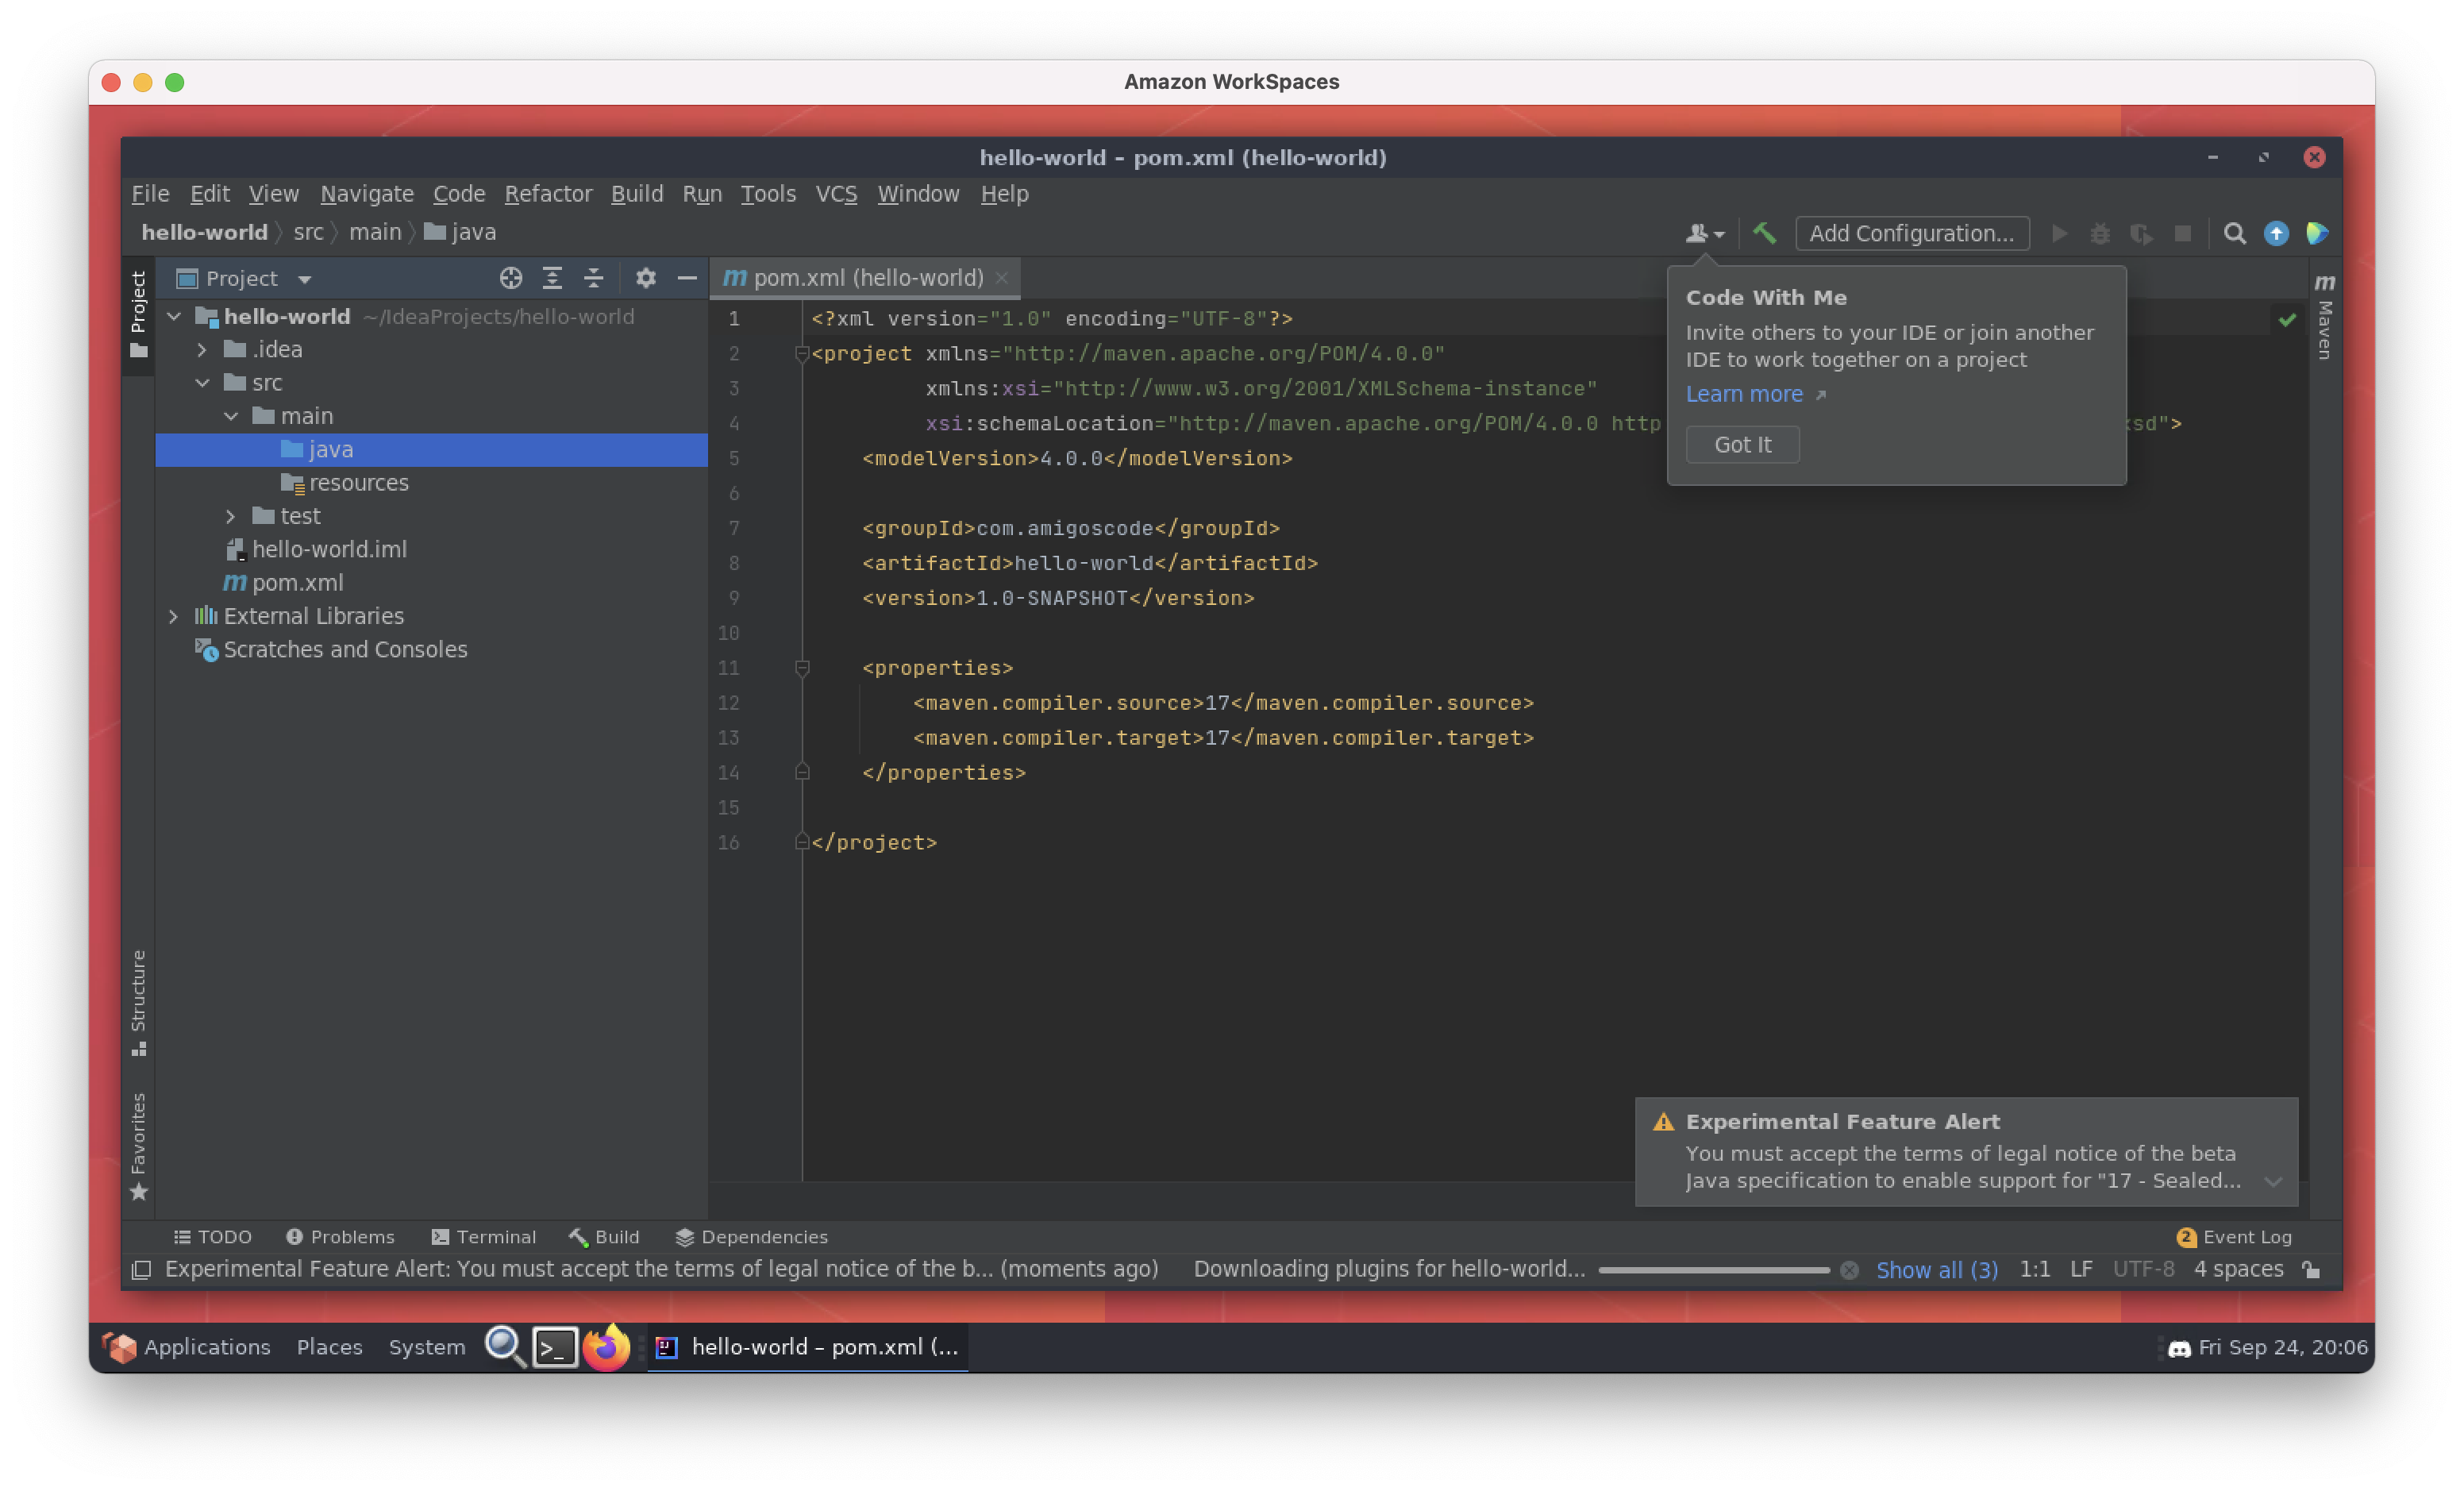 Amazon WorkSpaces
hello-world – pom.xml (hello-world)
File Edit View Navigate Code Refactor Build Run Tools VCS Window Help
hello-world src main java
Add Configuration...
Project
Project
hello-world ~/IdeaProjects/hello-world
.idea
src
main
java
resources
test
hello-world.iml
pom.xml
External Libraries
Scratches and Consoles
Structure
Favorites
pom.xml (hello-world)
1 <?xml version="1.0" encoding="UTF-8"?>
2 <project xmlns="http://maven.apache.org/POM/4.0.0"
3 xmlns:xsi="http://www.w3.org/2001/XMLSchema-instance"
4 xsi:schemaLocation="http://maven.apache.org/POM/4.0.0 http xsd">
5 <modelVersion>4.0.0</modelVersion>
6
7 <groupId>com.amigoscode</groupId>
8 <artifactId>hello-world</artifactId>
9 <version>1.0-SNAPSHOT</version>
10
11 <properties>
12 <maven.compiler.source>17</maven.compiler.source>
13 <maven.compiler.target>17</maven.compiler.target>
14 </properties>
15
16 </project>
Code With Me
Invite others to your IDE or join another
IDE to work together on a project
Learn more
Got It
m Maven
Experimental Feature Alert
You must accept the terms of legal notice of the beta
Java specification to enable support for "17 - Sealed...
TODO Problems Terminal Build Dependencies 2 Event Log
Experimental Feature Alert: You must accept the terms of legal notice of the b... (moments ago) Downloading plugins for hello-world... Show all (3) 1:1 LF UTF-8 4 spaces
Applications Places System hello-world – pom.xml (... Fri Sep 24, 20:06